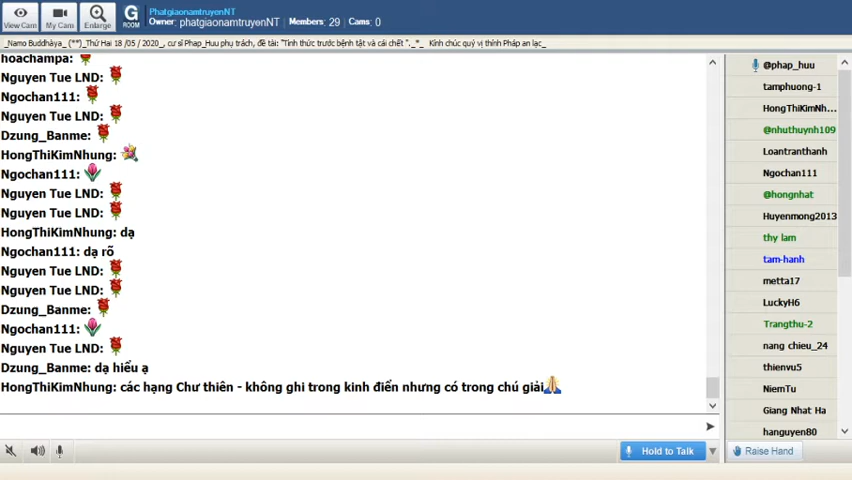 View Cam
My Cams
Enlarge
G
ROOM
PhatgiaonamtruyenNT
Owner: phatgiaonamtruyenNT Members: 29 Cams: 0
_Namo Buddhàya_ (**)_Thứ Hai 18 /05 / 2020_, cư sĩ Phap_Huu phụ trách, đề tài: "Tỉnh thức trước bệnh tật và cái chết "._*_ Kính chúc quý vị thính Pháp an lạc_
hoachampa:
Nguyen Tue LND:
Ngochan111:
Nguyen Tue LND:
Dzung_Banme:
HongThiKimNhung:
Ngochan111:
Nguyen Tue LND:
Nguyen Tue LND:
HongThiKimNhung: dạ
Ngochan111: dạ rõ
Nguyen Tue LND:
Nguyen Tue LND:
Dzung_Banme:
Ngochan111:
Nguyen Tue LND:
Dzung_Banme: dạ hiểu ạ
HongThiKimNhung: các hạng Chư thiên - không ghi trong kinh điển nhưng có trong chú giải
@phap_huu
tamphuong-1
HongThiKimNh...
@nhuthuynh109
Loantranthanh
Ngochan111
@hongnhat
Huyenmong2013
thy lam
tam-hanh
metta17
LuckyH6
Trangthu-2
nang chieu_24
thienvu5
NiemTu
Giang Nhat Ha
hanguyen80
Hold to Talk
Raise Hand